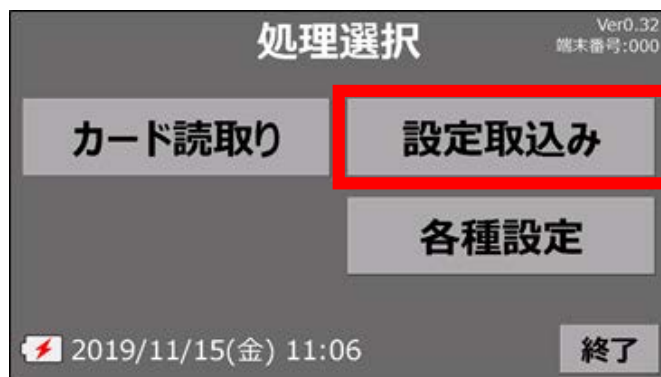 処理選択
Ver0.32
端末番号:000
カード読取り
設定取込み
各種設定
2019/11/15(金) 11:06
終了